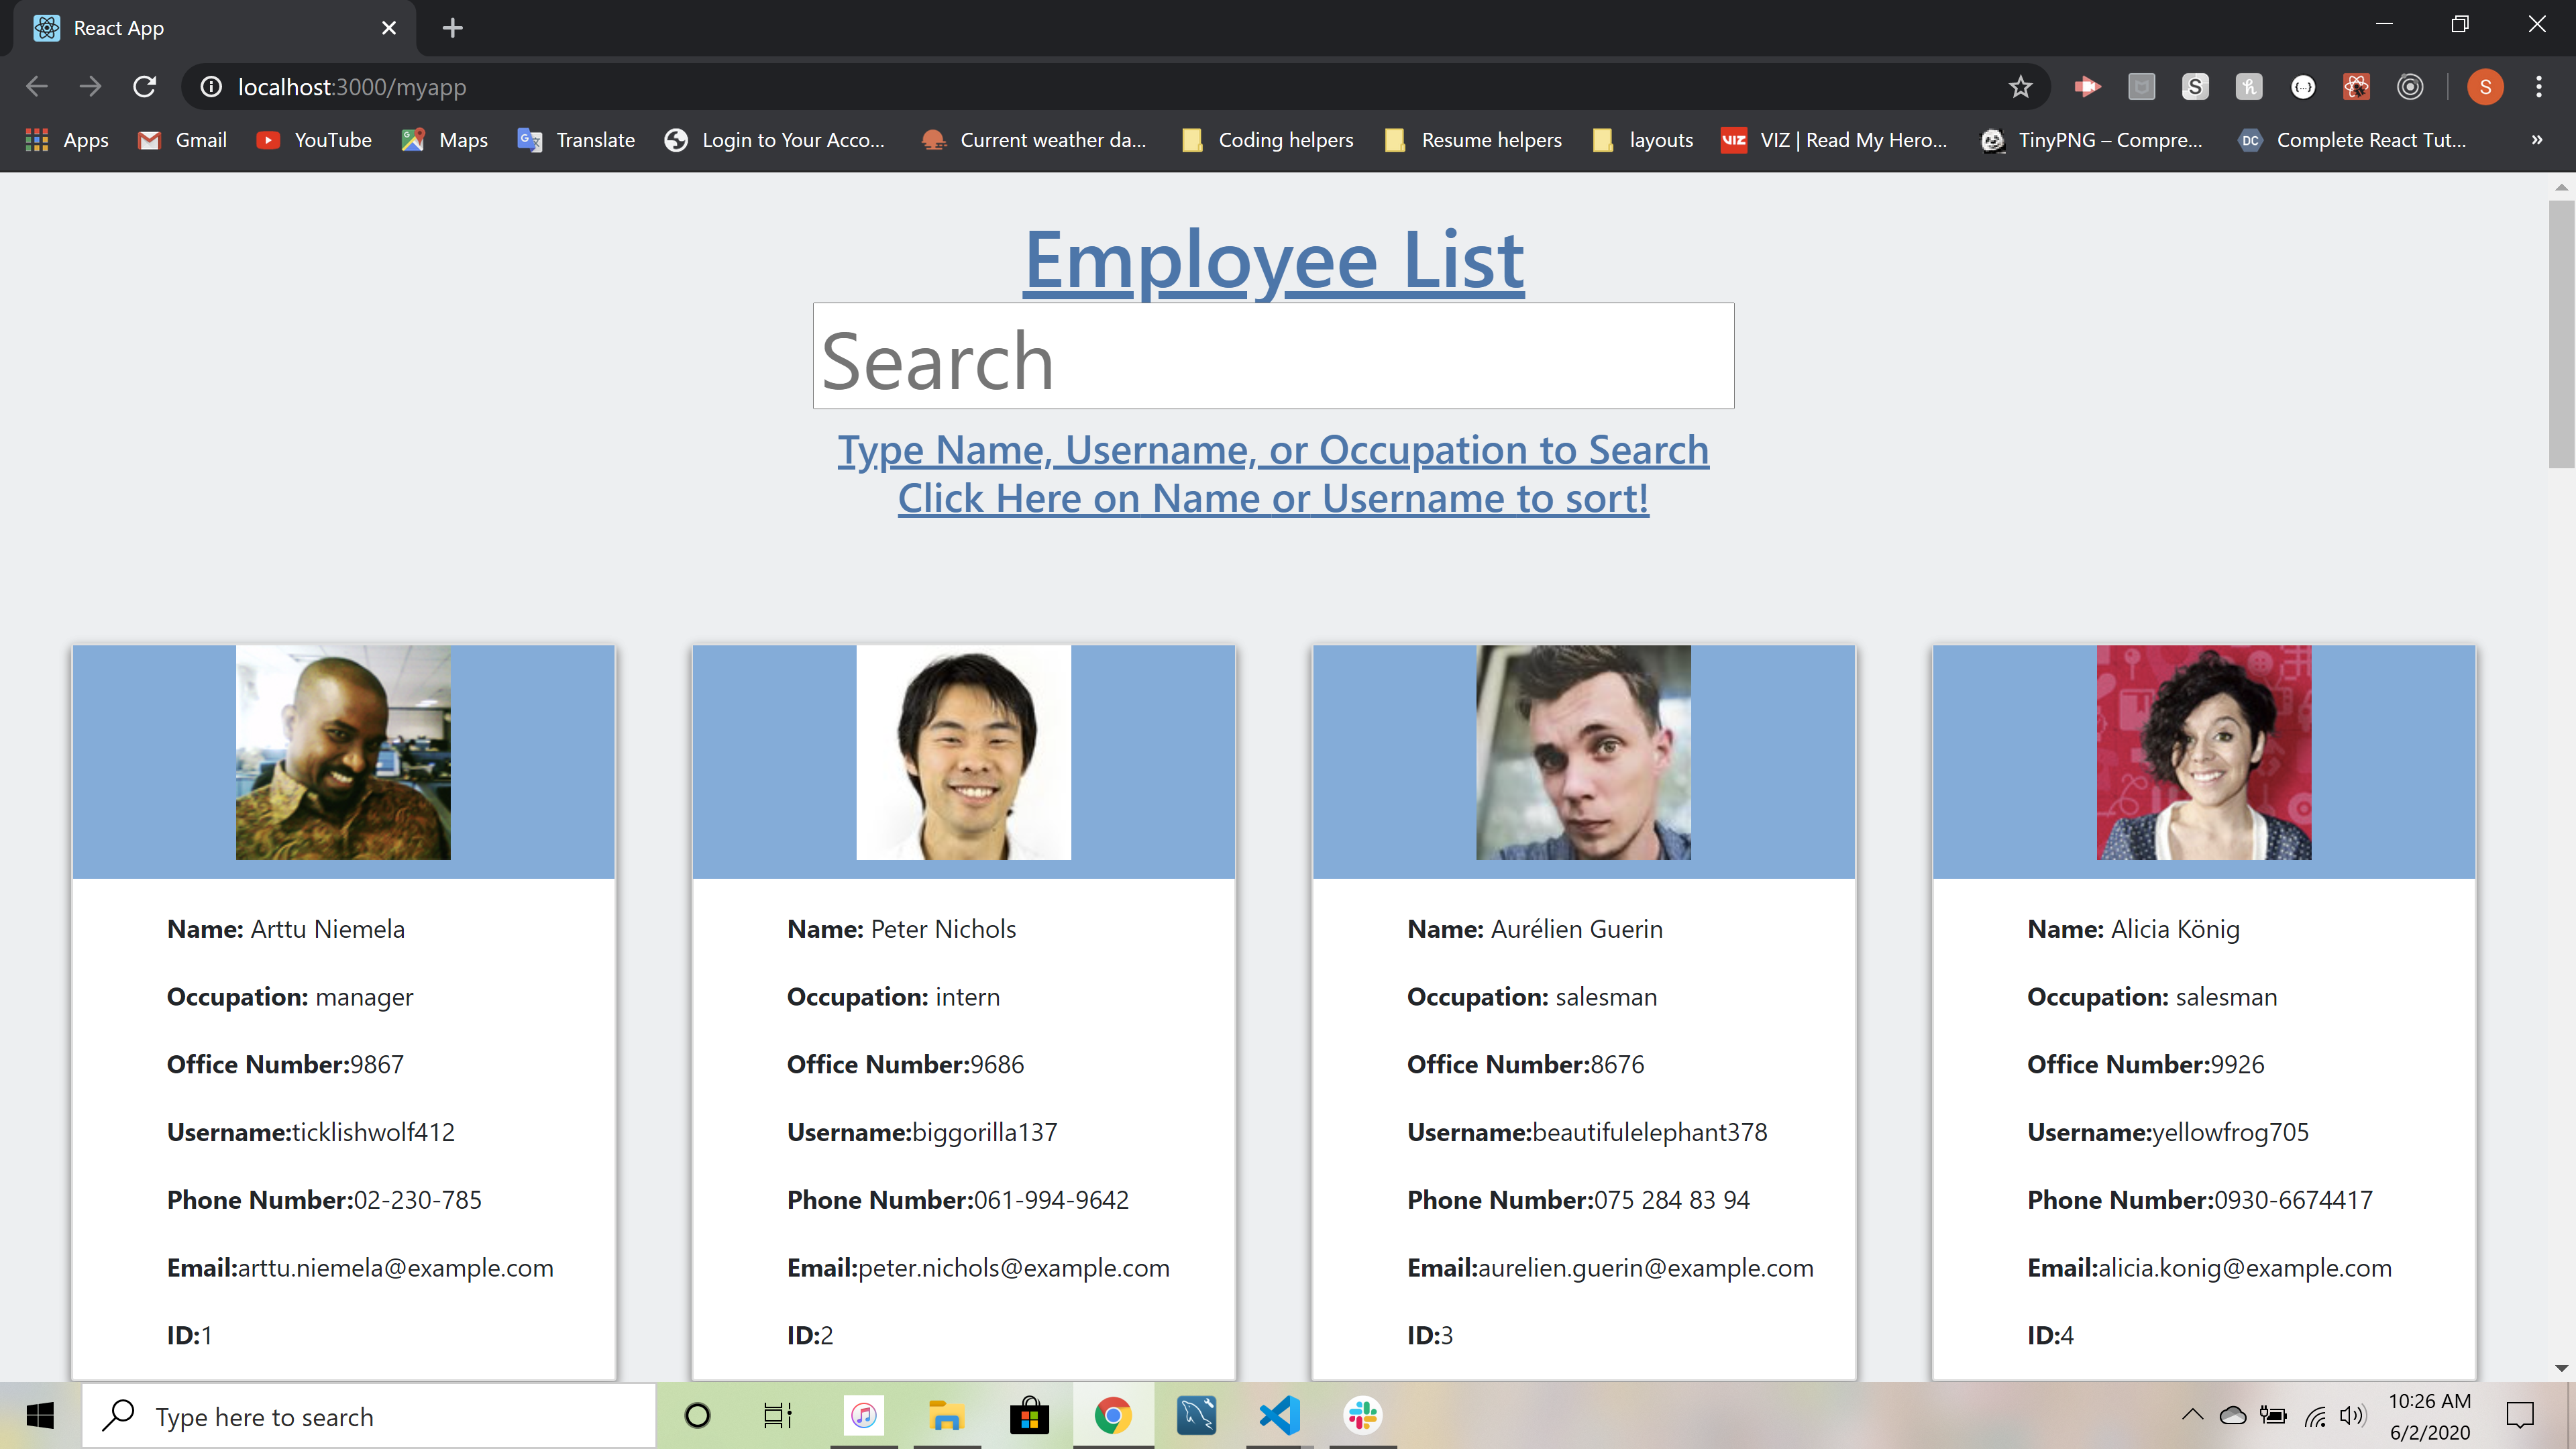 React App
localhost:3000/myapp
S
Apps Gmail YouTube Maps Translate Login to Your Acco... Current weather da... Coding helpers Resume helpers layouts VIZ VIZ | Read My Hero... TinyPNG – Compre... DC Complete React Tut... »
Employee List
Search
Type Name, Username, or Occupation to Search
Click Here on Name or Username to sort!
Name: Arttu Niemela
Occupation: manager
Office Number:9867
Username:ticklishwolf412
Phone Number:02-230-785
Email:arttu.niemela@example.com
ID:1
Name: Peter Nichols
Occupation: intern
Office Number:9686
Username:biggorilla137
Phone Number:061-994-9642
Email:peter.nichols@example.com
ID:2
Name: Aurélien Guerin
Occupation: salesman
Office Number:8676
Username:beautifulelephant378
Phone Number:075 284 83 94
Email:aurelien.guerin@example.com
ID:3
Name: Alicia König
Occupation: salesman
Office Number:9926
Username:yellowfrog705
Phone Number:0930-6674417
Email:alicia.konig@example.com
ID:4
Type here to search
10:26 AM
6/2/2020